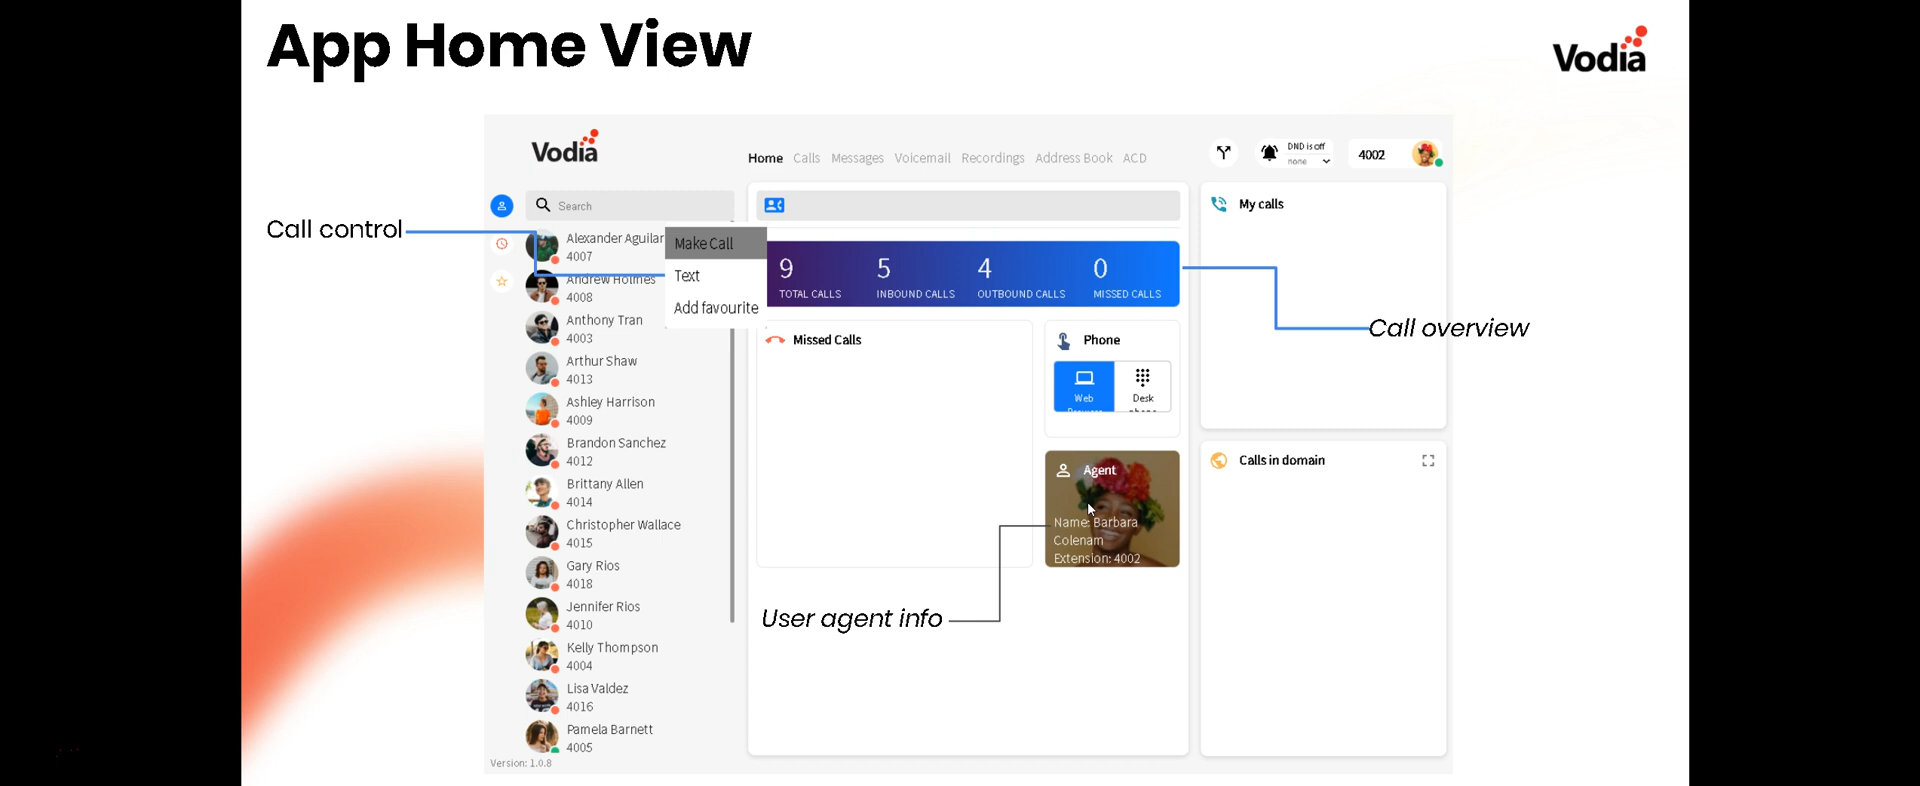 App Home View
Vodia
Vodia
Home Calls Messages Voicemail Recordings Address Book ACD
DND is off
none
4002
Search
Call control
Alexander Aguilar
4007
Andrew Holmes
4008
Anthony Tran
4003
Arthur Shaw
4013
Ashley Harrison
4009
Brandon Sanchez
4012
Brittany Allen
4014
Christopher Wallace
4015
Gary Rios
4018
Jennifer Rios
4010
Kelly Thompson
4004
Lisa Valdez
4016
Pamela Barnett
4005
Version: 1.0.8
Make Call
Text
Add favourite
9 5 4 0
TOTAL CALLS INBOUND CALLS OUTBOUND CALLS MISSED CALLS
Missed Calls
Phone
Web
Browser
Desk
phone
Agent
Name: Barbara
Colenam
Extension: 4002
User agent info
My calls
Call overview
Calls in domain